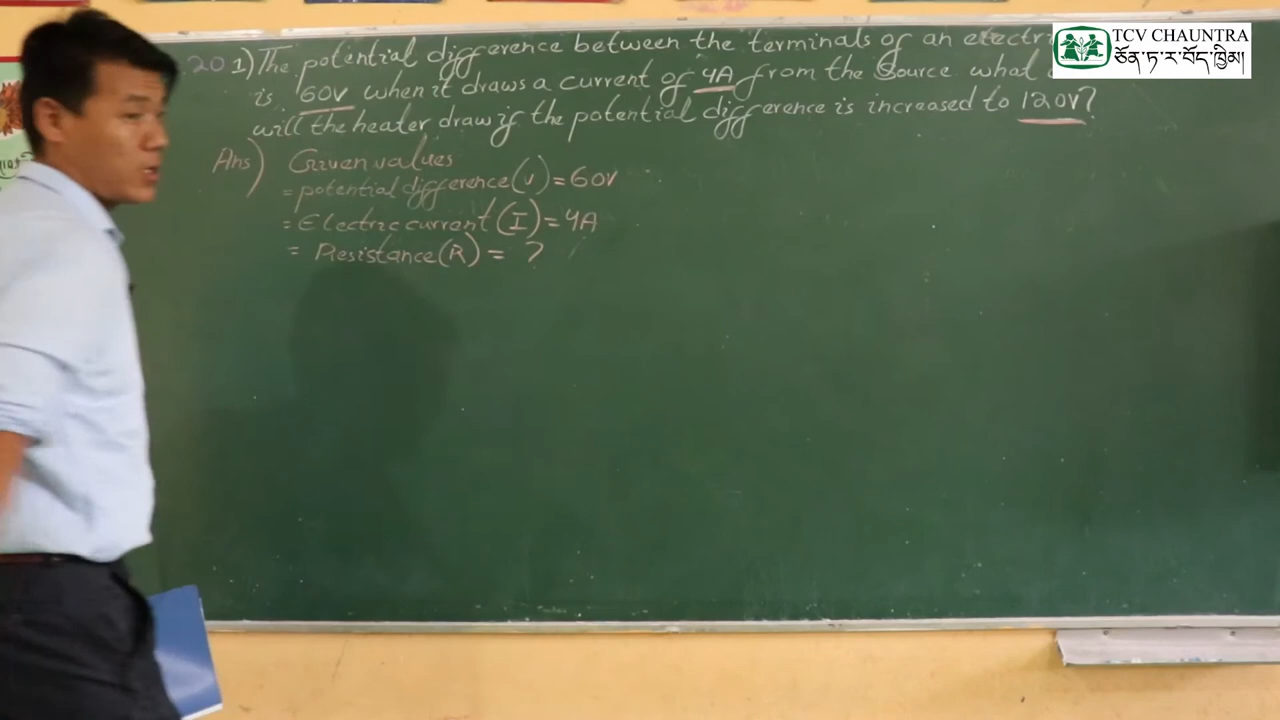 20 1) The potential difference between the terminals of an electri
is 60V when it draws a current of 4A from the Source what
will the heater draw if the potential difference is increased to 120V?
Ans) Given values
= potential difference (V) = 60V
= Electric current (I) = 4A
= Resistance (R) = ?
TCV CHAUNTRA
ཅོན་ཏ་ར་བོད་ཁྱིམ།